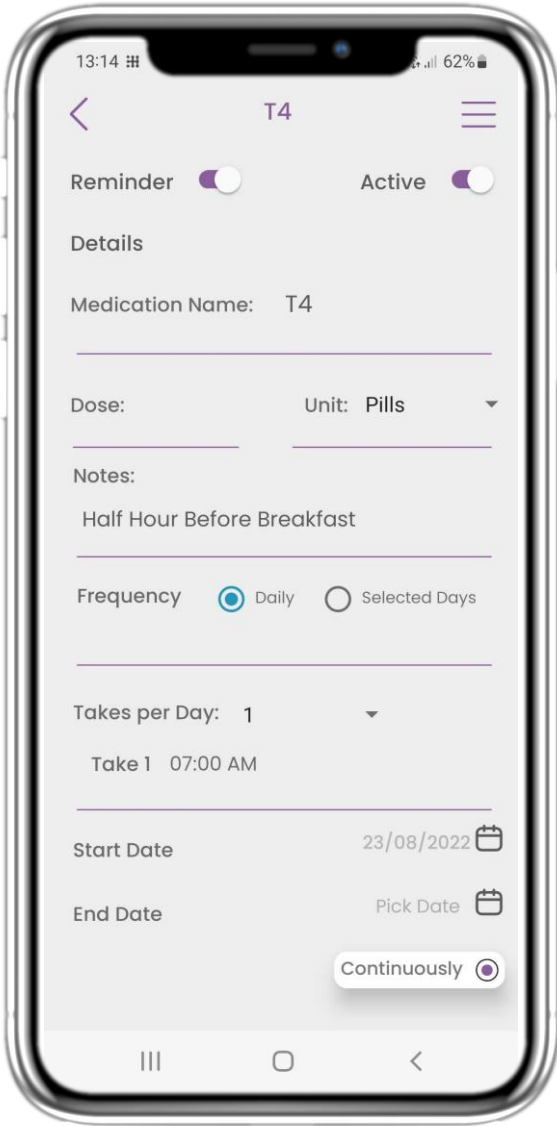 13:14 62%
T4
Reminder Active
Details
Medication Name: T4
Dose: Unit: Pills
Notes:
Half Hour Before Breakfast
Frequency Daily Selected Days
Takes per Day: 1
Take 1 07:00 AM
Start Date 23/08/2022
End Date Pick Date
Continuously